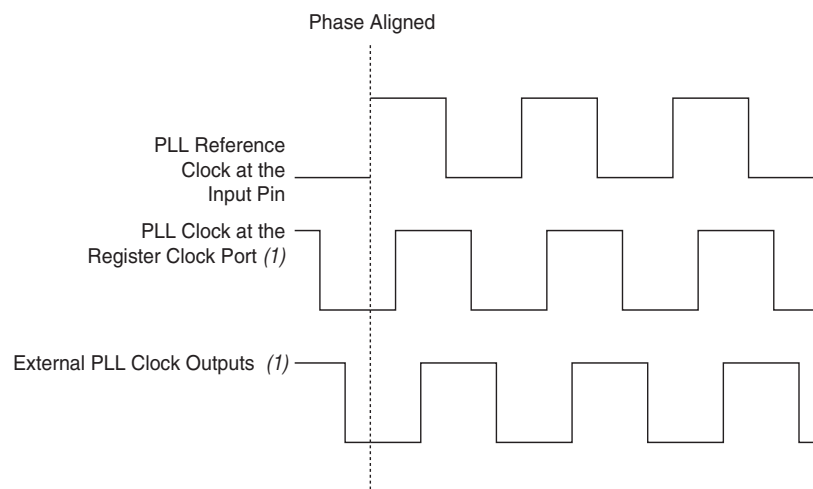 Phase Aligned
PLL Reference
Clock at the
Input Pin
PLL Clock at the
Register Clock Port (1)
External PLL Clock Outputs (1)